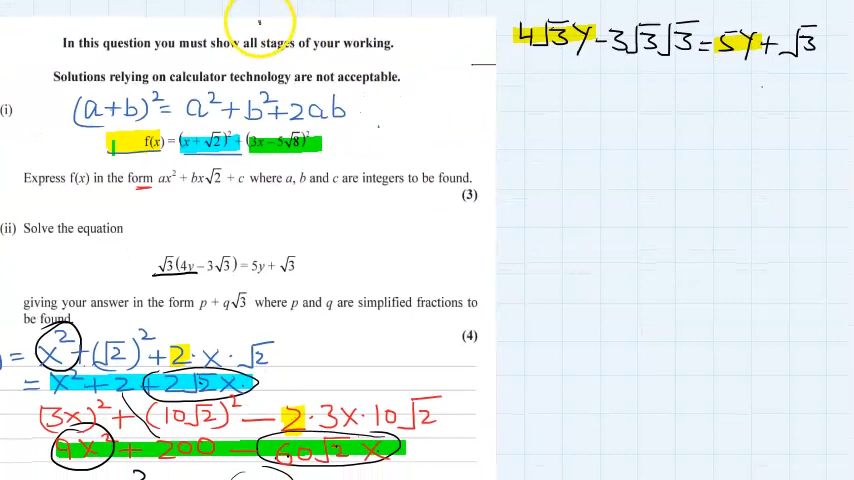 In this question you must show all stages of your working.
Solutions relying on calculator technology are not acceptable.
(i)
(a+b)² = a² + b² + 2ab
f(x) = (x + √2)² + (3x – 5√8)²
Express f(x) in the form ax² + bx√2 + c where a, b and c are integers to be found.
(3)
(ii) Solve the equation
√3(4y – 3√3) = 5y + √3
giving your answer in the form p + q√3 where p and q are simplified fractions to
be found.
(4)
= x² + (√2)² + 2·x·√2
= x² + 2 + 2√2x.
(3x)² + (10√2)² – 2·3x·10√2
9x² + 200 – 60√2 x
4√3y – 3√3√3 = 5y + √3